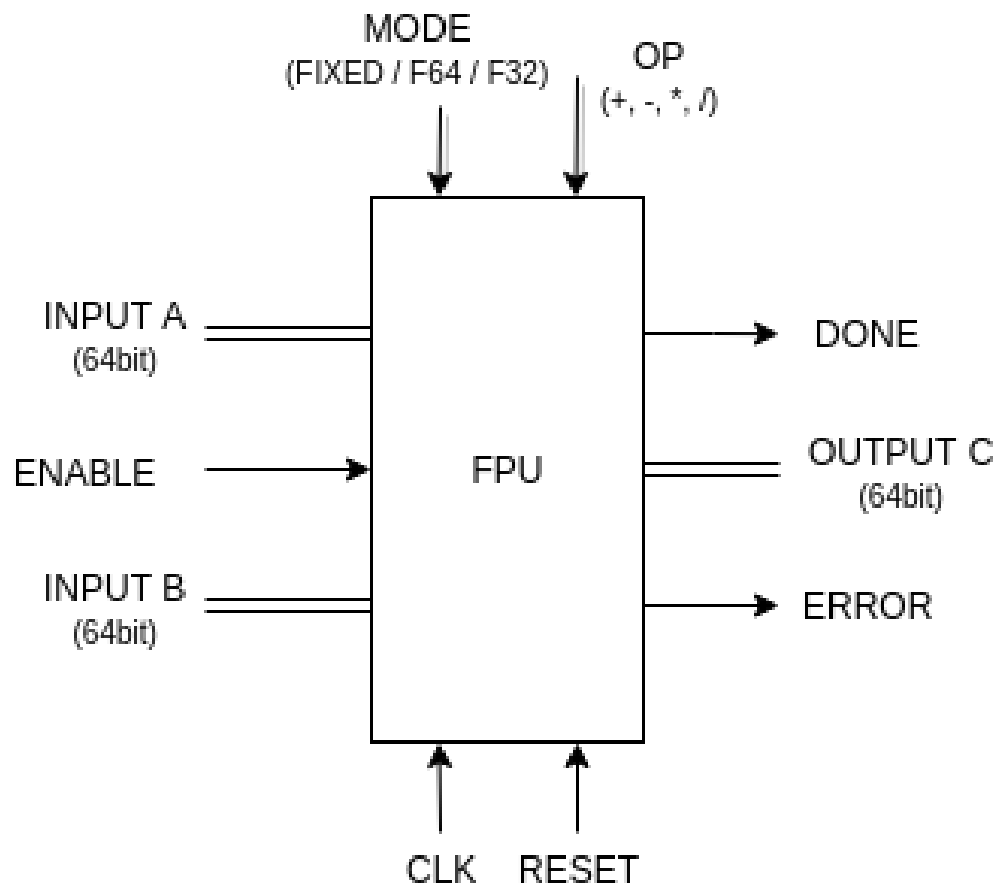 MODE
(FIXED / F64 / F32)
OP
(+, -, *, /)
INPUT A
(64bit)
DONE
ENABLE
FPU
OUTPUT C
(64bit)
INPUT B
(64bit)
ERROR
CLK
RESET